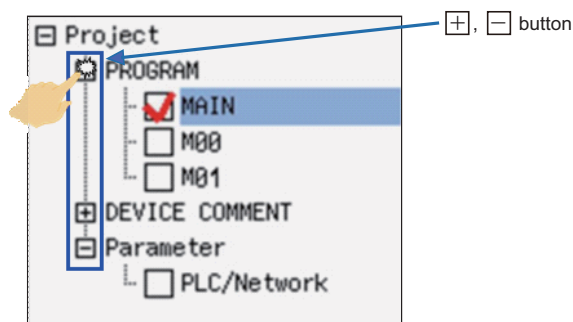 Project
PROGRAM
MAIN
M00
M01
DEVICE COMMENT
Parameter
PLC/Network
+, − button